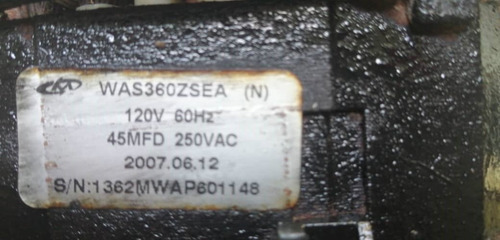 WAS360ZSEA (N)
120V 60Hz
45MFD 250VAC
2007.06.12
S/N:1362MWAP601148